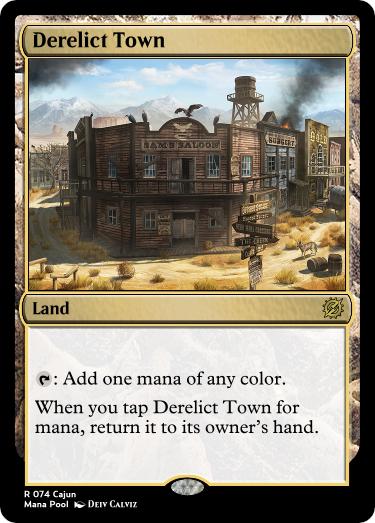 Derelict Town
SAMS SALOON
Land
: Add one mana of any color.
When you tap Derelict Town for
mana, return it to its owner's hand.
R 074 Cajun
Mana Pool DEIV CALVIZ